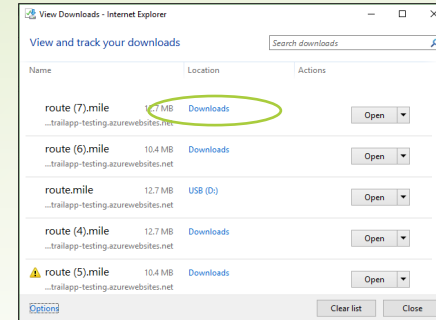 View Downloads - Internet Explorer
View and track your downloads
Search downloads
Name Location Actions
route (7).mile 12.7 MB Downloads Open
...trailapp-testing.azurewebsites.net
route (6).mile 10.4 MB Downloads Open
...trailapp-testing.azurewebsites.net
route.mile 12.7 MB USB (D:) Open
...trailapp-testing.azurewebsites.net
route (4).mile 12.7 MB Downloads Open
...trailapp-testing.azurewebsites.net
route (5).mile 10.4 MB Downloads Open
...trailapp-testing.azurewebsites.net
Options Clear list Close